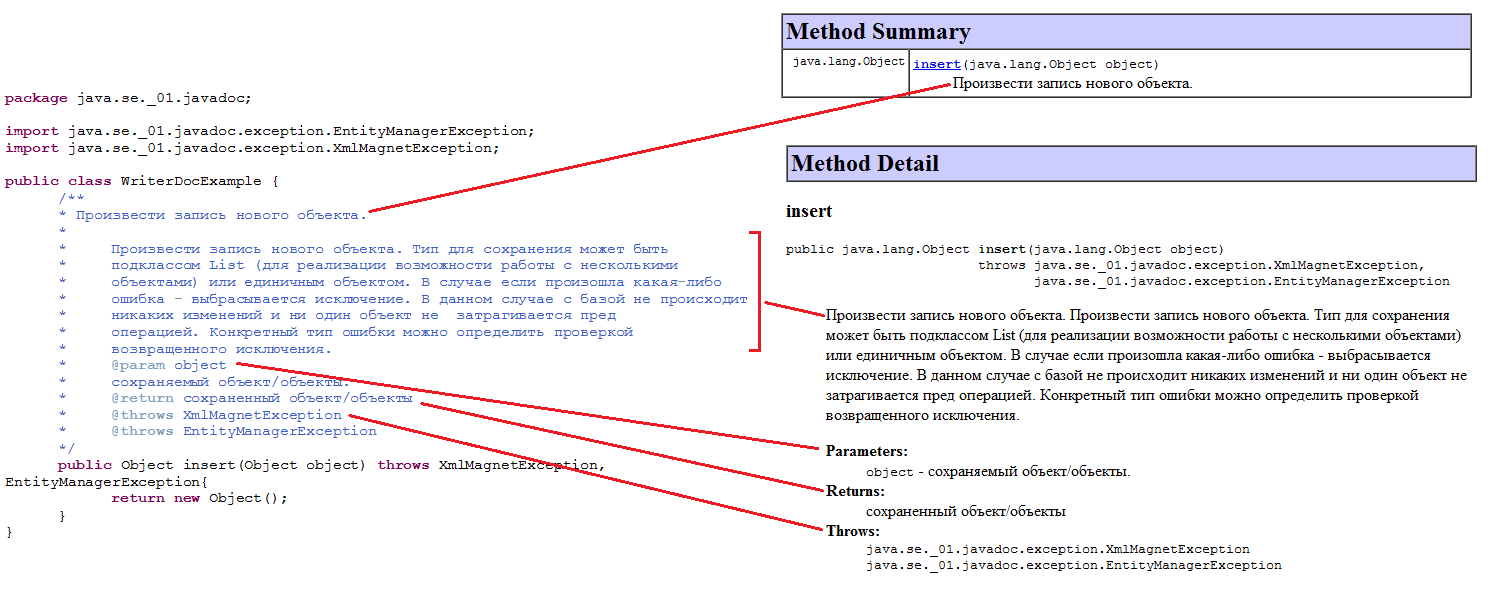 package java.se._01.javadoc;
import java.se._01.javadoc.exception.EntityManagerException;
import java.se._01.javadoc.exception.XmlMagnetException;
public class WriterDocExample {
/**
* Произвести запись нового объекта.
*
* Произвести запись нового объекта. Тип для сохранения может быть
* подклассом List (для реализации возможности работы с несколькими
* объектами) или единичным объектом. В случае если произошла какая-либо
* ошибка - выбрасывается исключение. В данном случае с базой не происходит
* никаких изменений и ни один объект не затрагивается пред
* операцией. Конкретный тип ошибки можно определить проверкой
* возвращенного исключения.
* @param object
* сохраняемый объект/объекты.
* @return сохраненный объект/объекты
* @throws XmlMagnetException
* @throws EntityManagerException
*/
public Object insert(Object object) throws XmlMagnetException,
EntityManagerException{
return new Object();
}
}
Method Summary
java.lang.Object insert(java.lang.Object object)
Произвести запись нового объекта.
Method Detail
insert
public java.lang.Object insert(java.lang.Object object)
throws java.se._01.javadoc.exception.XmlMagnetException,
java.se._01.javadoc.exception.EntityManagerException
Произвести запись нового объекта. Произвести запись нового объекта. Тип для сохранения
может быть подклассом List (для реализации возможности работы с несколькими объектами)
или единичным объектом. В случае если произошла какая-либо ошибка - выбрасывается
исключение. В данном случае с базой не происходит никаких изменений и ни один объект не
затрагивается пред операцией. Конкретный тип ошибки можно определить проверкой
возвращенного исключения.
Parameters:
object - сохраняемый объект/объекты.
Returns:
сохраненный объект/объекты
Throws:
java.se._01.javadoc.exception.XmlMagnetException
java.se._01.javadoc.exception.EntityManagerException